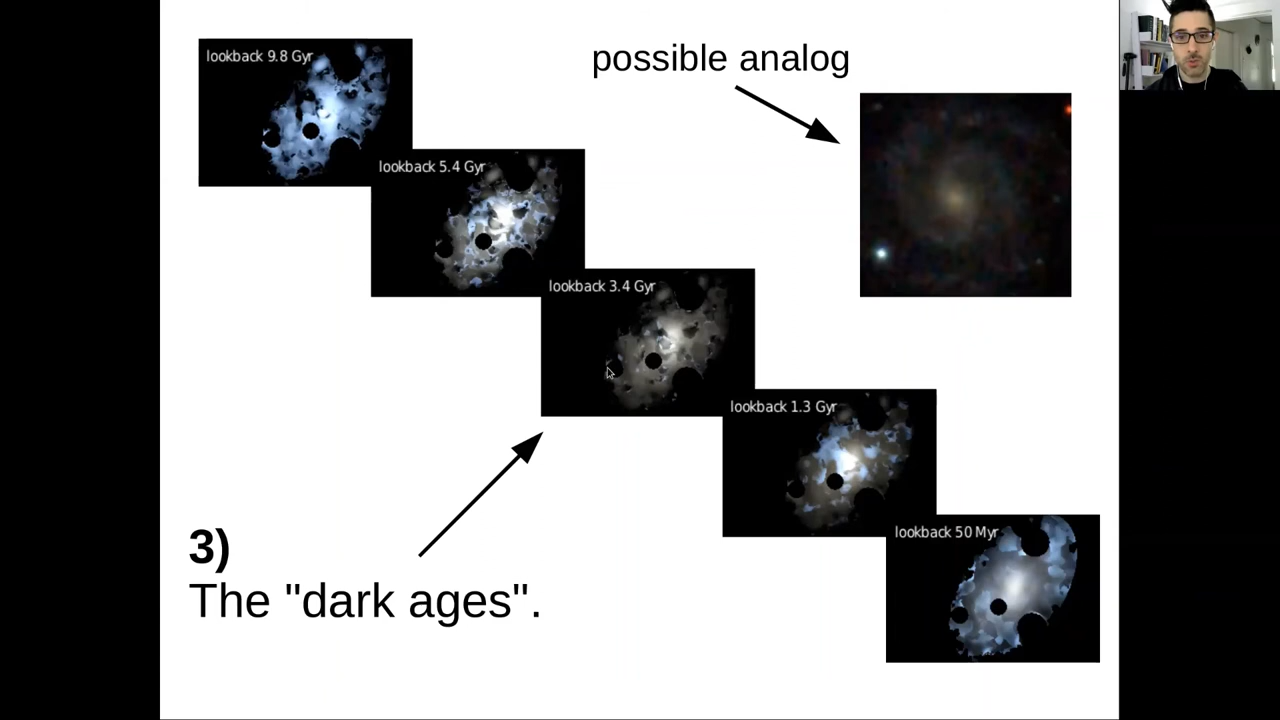 lookback 9.8 Gyr
possible analog
lookback 5.4 Gyr
lookback 3.4 Gyr
lookback 1.3 Gyr
lookback 50 Myr
3)
The "dark ages".